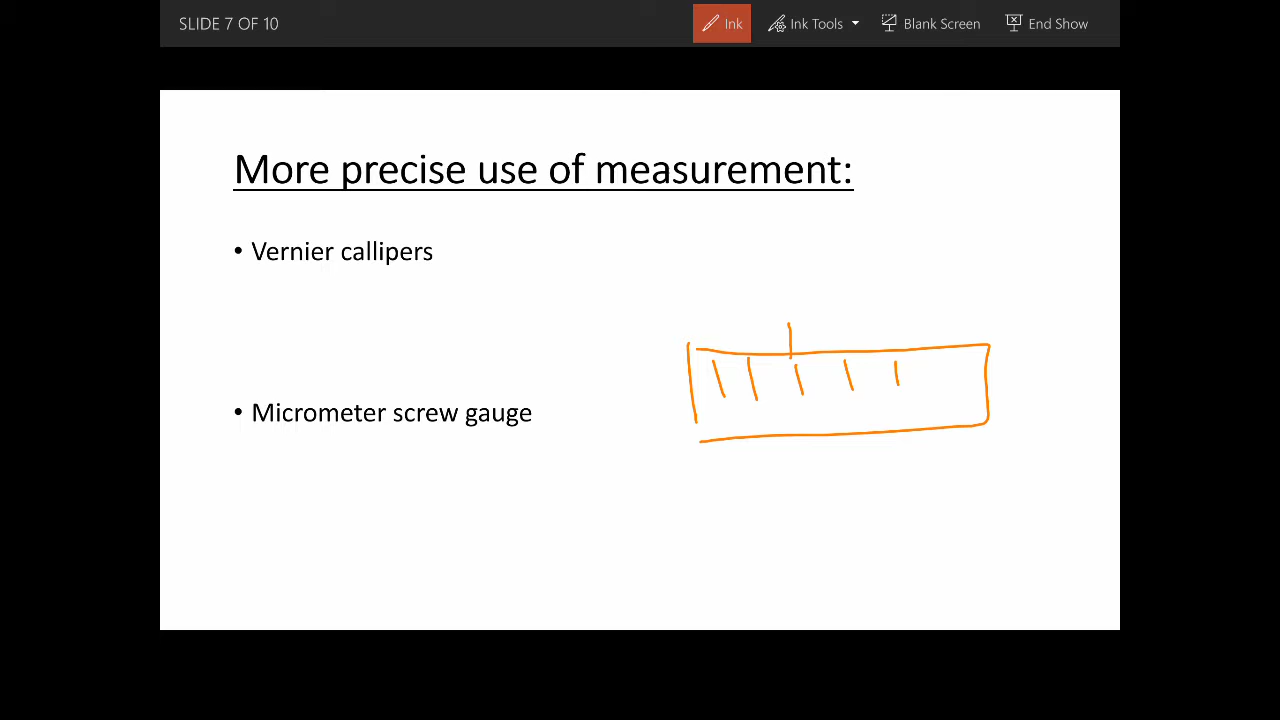 SLIDE 7 OF 10
Ink
Ink Tools
Blank Screen
End Show
More precise use of measurement:
• Vernier callipers
• Micrometer screw gauge